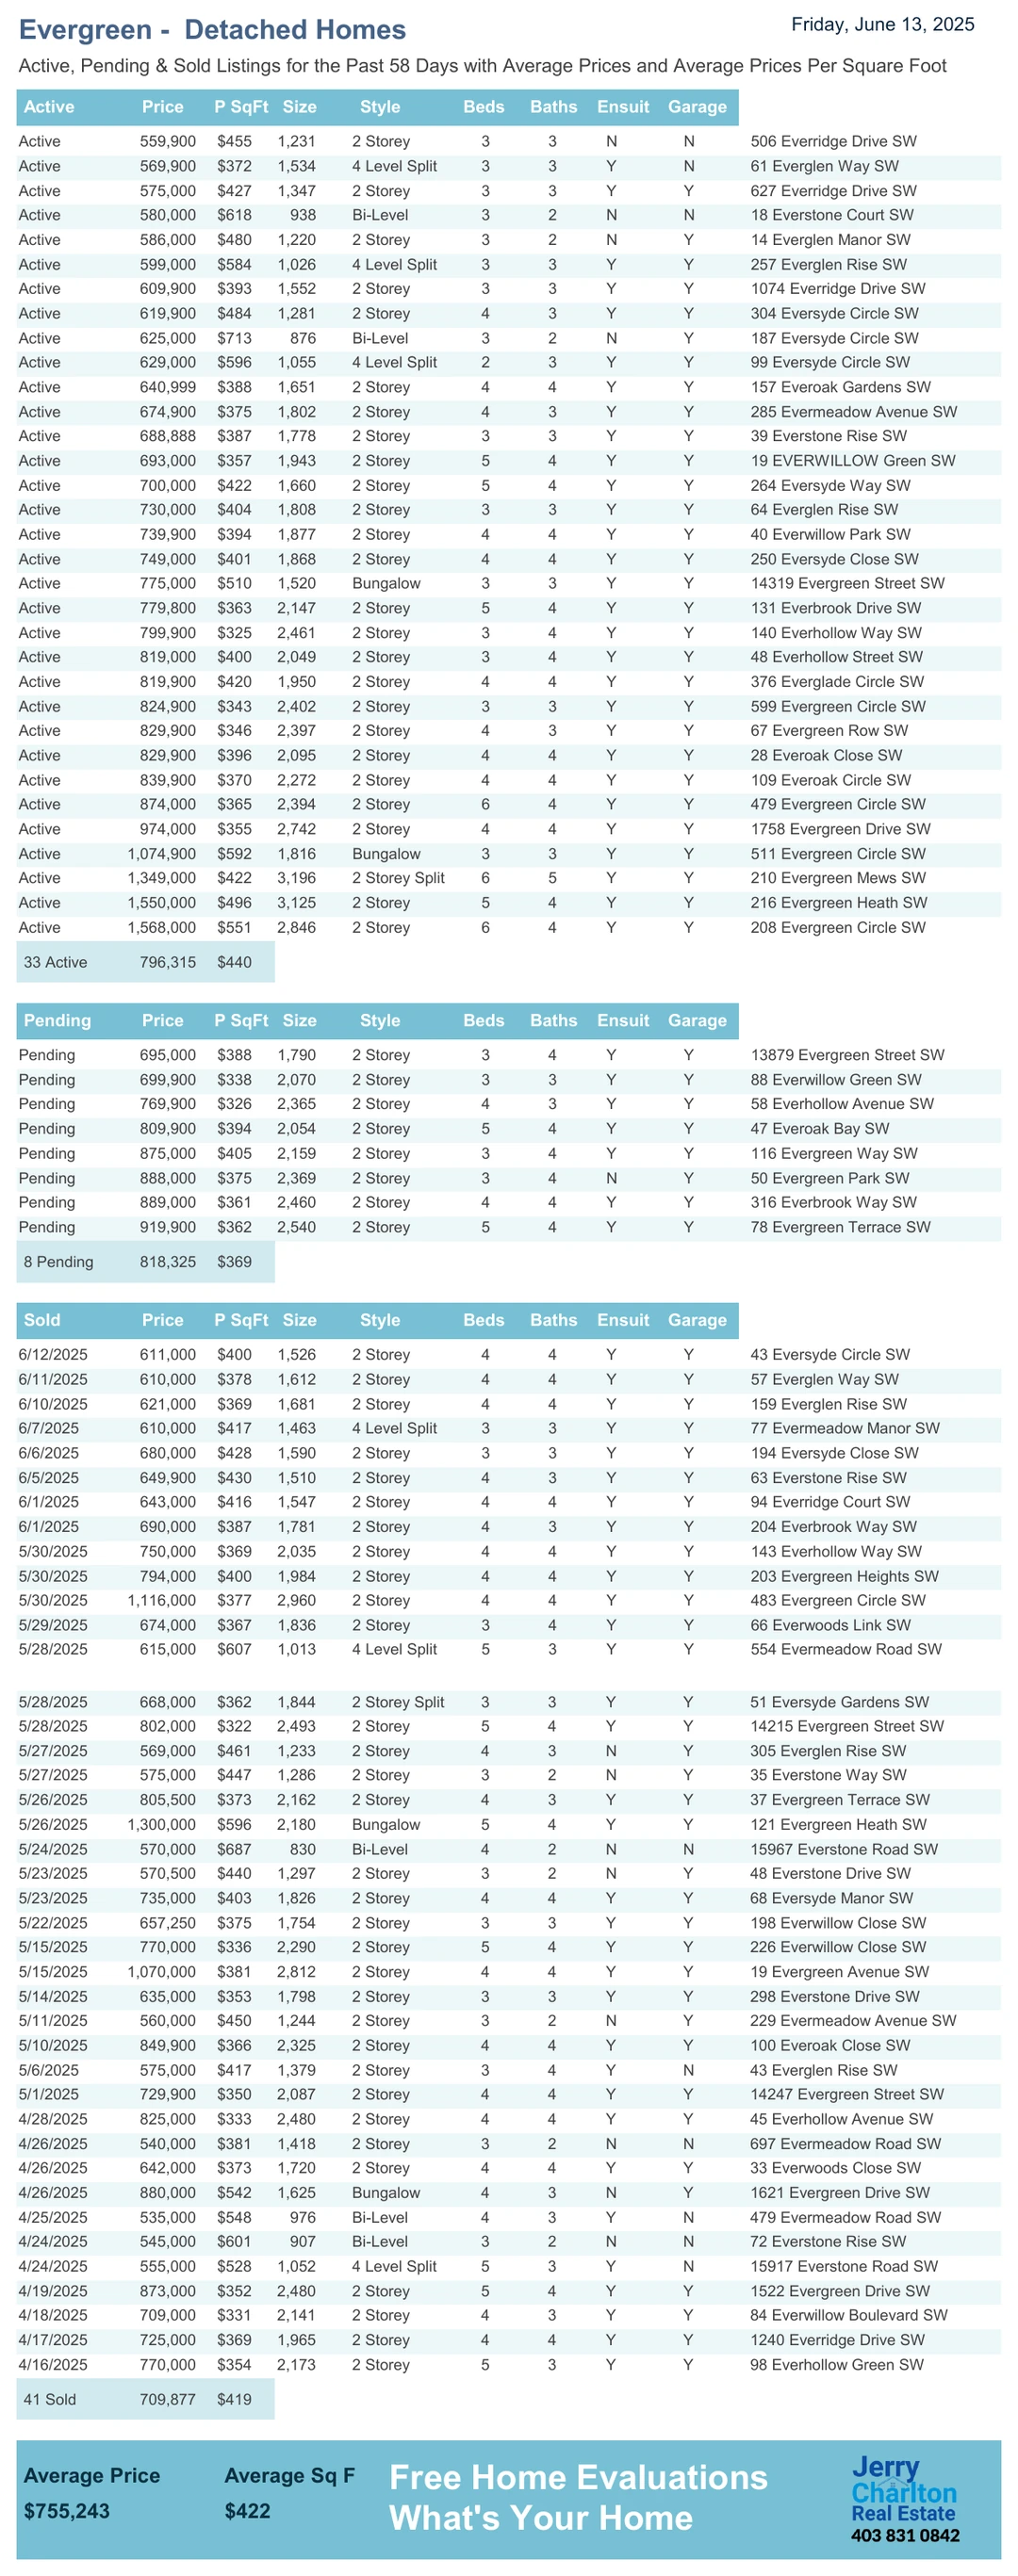 Evergreen - Detached Homes
Friday, June 13, 2025
Active, Pending & Sold Listings for the Past 58 Days with Average Prices and Average Prices Per Square Foot
Active Price P SqFt Size Style Beds Baths Ensuit Garage
Active 559,900 $455 1,231 2 Storey 3 3 N N 506 Everridge Drive SW
Active 569,900 $372 1,534 4 Level Split 3 3 Y N 61 Everglen Way SW
Active 575,000 $427 1,347 2 Storey 3 3 Y Y 627 Everridge Drive SW
Active 580,000 $618 938 Bi-Level 3 2 N N 18 Everstone Court SW
Active 586,000 $480 1,220 2 Storey 3 2 N Y 14 Everglen Manor SW
Active 599,000 $584 1,026 4 Level Split 3 3 Y Y 257 Everglen Rise SW
Active 609,900 $393 1,552 2 Storey 3 3 Y Y 1074 Everridge Drive SW
Active 619,900 $484 1,281 2 Storey 4 3 Y Y 304 Eversyde Circle SW
Active 625,000 $713 876 Bi-Level 3 2 N Y 187 Eversyde Circle SW
Active 629,000 $596 1,055 4 Level Split 2 3 Y Y 99 Eversyde Circle SW
Active 640,999 $388 1,651 2 Storey 4 4 Y Y 157 Everoak Gardens SW
Active 674,900 $375 1,802 2 Storey 4 3 Y Y 285 Evermeadow Avenue SW
Active 688,888 $387 1,778 2 Storey 3 3 Y Y 39 Everstone Rise SW
Active 693,000 $357 1,943 2 Storey 5 4 Y Y 19 EVERWILLOW Green SW
Active 700,000 $422 1,660 2 Storey 5 4 Y Y 264 Eversyde Way SW
Active 730,000 $404 1,808 2 Storey 3 3 Y Y 64 Everglen Rise SW
Active 739,900 $394 1,877 2 Storey 4 4 Y Y 40 Everwillow Park SW
Active 749,000 $401 1,868 2 Storey 4 4 Y Y 250 Eversyde Close SW
Active 775,000 $510 1,520 Bungalow 3 3 Y Y 14319 Evergreen Street SW
Active 779,800 $363 2,147 2 Storey 5 4 Y Y 131 Everbrook Drive SW
Active 799,900 $325 2,461 2 Storey 3 4 Y Y 140 Everhollow Way SW
Active 819,000 $400 2,049 2 Storey 3 4 Y Y 48 Everhollow Street SW
Active 819,900 $420 1,950 2 Storey 4 4 Y Y 376 Everglade Circle SW
Active 824,900 $343 2,402 2 Storey 3 3 Y Y 599 Evergreen Circle SW
Active 829,900 $346 2,397 2 Storey 4 3 Y Y 67 Evergreen Row SW
Active 829,900 $396 2,095 2 Storey 4 4 Y Y 28 Everoak Close SW
Active 839,900 $370 2,272 2 Storey 4 4 Y Y 109 Everoak Circle SW
Active 874,000 $365 2,394 2 Storey 6 4 Y Y 479 Evergreen Circle SW
Active 974,000 $355 2,742 2 Storey 4 4 Y Y 1758 Evergreen Drive SW
Active 1,074,900 $592 1,816 Bungalow 3 3 Y Y 511 Evergreen Circle SW
Active 1,349,000 $422 3,196 2 Storey Split 6 5 Y Y 210 Evergreen Mews SW
Active 1,550,000 $496 3,125 2 Storey 5 4 Y Y 216 Evergreen Heath SW
Active 1,568,000 $551 2,846 2 Storey 6 4 Y Y 208 Evergreen Circle SW
33 Active 796,315 $440
Pending Price P SqFt Size Style Beds Baths Ensuit Garage
Pending 695,000 $388 1,790 2 Storey 3 4 Y Y 13879 Evergreen Street SW
Pending 699,900 $338 2,070 2 Storey 3 3 Y Y 88 Everwillow Green SW
Pending 769,900 $326 2,365 2 Storey 4 3 Y Y 58 Everhollow Avenue SW
Pending 809,900 $394 2,054 2 Storey 5 4 Y Y 47 Everoak Bay SW
Pending 875,000 $405 2,159 2 Storey 3 4 Y Y 116 Evergreen Way SW
Pending 888,000 $375 2,369 2 Storey 3 4 N Y 50 Evergreen Park SW
Pending 889,000 $361 2,460 2 Storey 4 4 Y Y 316 Everbrook Way SW
Pending 919,900 $362 2,540 2 Storey 5 4 Y Y 78 Evergreen Terrace SW
8 Pending 818,325 $369
Sold Price P SqFt Size Style Beds Baths Ensuit Garage
6/12/2025 611,000 $400 1,526 2 Storey 4 4 Y Y 43 Eversyde Circle SW
6/11/2025 610,000 $378 1,612 2 Storey 4 4 Y Y 57 Everglen Way SW
6/10/2025 621,000 $369 1,681 2 Storey 4 4 Y Y 159 Everglen Rise SW
6/7/2025 610,000 $417 1,463 4 Level Split 3 3 Y Y 77 Evermeadow Manor SW
6/6/2025 680,000 $428 1,590 2 Storey 3 3 Y Y 194 Eversyde Close SW
6/5/2025 649,900 $430 1,510 2 Storey 4 3 Y Y 63 Everstone Rise SW
6/1/2025 643,000 $416 1,547 2 Storey 4 4 Y Y 94 Everridge Court SW
6/1/2025 690,000 $387 1,781 2 Storey 4 3 Y Y 204 Everbrook Way SW
5/30/2025 750,000 $369 2,035 2 Storey 4 4 Y Y 143 Everhollow Way SW
5/30/2025 794,000 $400 1,984 2 Storey 4 4 Y Y 203 Evergreen Heights SW
5/30/2025 1,116,000 $377 2,960 2 Storey 4 4 Y Y 483 Evergreen Circle SW
5/29/2025 674,000 $367 1,836 2 Storey 3 4 Y Y 66 Everwoods Link SW
5/28/2025 615,000 $607 1,013 4 Level Split 5 3 Y Y 554 Evermeadow Road SW
5/28/2025 668,000 $362 1,844 2 Storey Split 3 3 Y Y 51 Eversyde Gardens SW
5/28/2025 802,000 $322 2,493 2 Storey 5 4 Y Y 14215 Evergreen Street SW
5/27/2025 569,000 $461 1,233 2 Storey 4 3 N Y 305 Everglen Rise SW
5/27/2025 575,000 $447 1,286 2 Storey 3 2 N Y 35 Everstone Way SW
5/26/2025 805,500 $373 2,162 2 Storey 4 3 Y Y 37 Evergreen Terrace SW
5/26/2025 1,300,000 $596 2,180 Bungalow 5 4 Y Y 121 Evergreen Heath SW
5/24/2025 570,000 $687 830 Bi-Level 4 2 N N 15967 Everstone Road SW
5/23/2025 570,500 $440 1,297 2 Storey 3 2 N Y 48 Everstone Drive SW
5/23/2025 735,000 $403 1,826 2 Storey 4 4 Y Y 68 Eversyde Manor SW
5/22/2025 657,250 $375 1,754 2 Storey 3 3 Y Y 198 Everwillow Close SW
5/15/2025 770,000 $336 2,290 2 Storey 5 4 Y Y 226 Everwillow Close SW
5/15/2025 1,070,000 $381 2,812 2 Storey 4 4 Y Y 19 Evergreen Avenue SW
5/14/2025 635,000 $353 1,798 2 Storey 3 3 Y Y 298 Everstone Drive SW
5/11/2025 560,000 $450 1,244 2 Storey 3 2 N Y 229 Evermeadow Avenue SW
5/10/2025 849,900 $366 2,325 2 Storey 4 4 Y Y 100 Everoak Close SW
5/6/2025 575,000 $417 1,379 2 Storey 3 4 Y N 43 Everglen Rise SW
5/1/2025 729,900 $350 2,087 2 Storey 4 4 Y Y 14247 Evergreen Street SW
4/28/2025 825,000 $333 2,480 2 Storey 4 4 Y Y 45 Everhollow Avenue SW
4/26/2025 540,000 $381 1,418 2 Storey 3 2 N N 697 Evermeadow Road SW
4/26/2025 642,000 $373 1,720 2 Storey 4 4 Y Y 33 Everwoods Close SW
4/26/2025 880,000 $542 1,625 Bungalow 4 3 N Y 1621 Evergreen Drive SW
4/25/2025 535,000 $548 976 Bi-Level 4 3 Y N 479 Evermeadow Road SW
4/24/2025 545,000 $601 907 Bi-Level 3 2 N N 72 Everstone Rise SW
4/24/2025 555,000 $528 1,052 4 Level Split 5 3 Y N 15917 Everstone Road SW
4/19/2025 873,000 $352 2,480 2 Storey 5 4 Y Y 1522 Evergreen Drive SW
4/18/2025 709,000 $331 2,141 2 Storey 4 3 Y Y 84 Everwillow Boulevard SW
4/17/2025 725,000 $369 1,965 2 Storey 4 4 Y Y 1240 Everridge Drive SW
4/16/2025 770,000 $354 2,173 2 Storey 5 3 Y Y 98 Everhollow Green SW
41 Sold 709,877 $419
Average Price Average Sq F
$755,243 $422
Free Home Evaluations
What's Your Home
Jerry
Charlton
Real Estate
403 831 0842